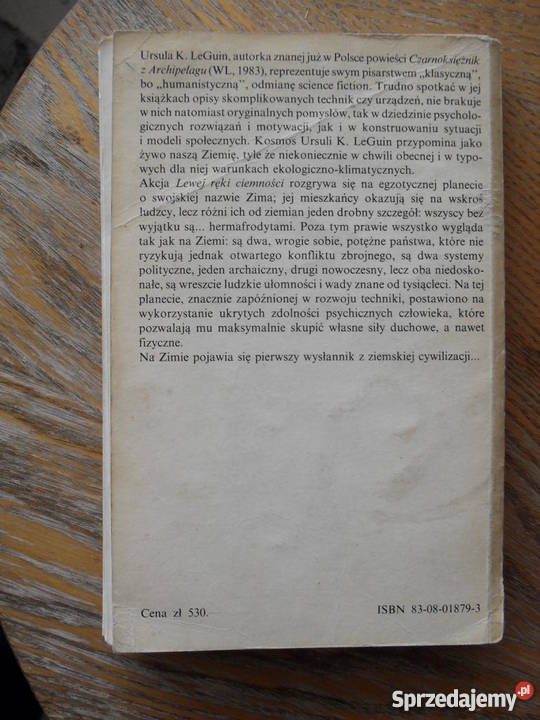 Ursula K. LeGuin, autorka znanej już w Polsce powieści Czarnoksiężnik
z Archipelagu (WL, 1983), reprezentuje swym pisarstwem „klasyczną”,
bo „humanistyczną”, odmianę science fiction. Trudno spotkać w jej
książkach opisy skomplikowanych technik czy urządzeń, nie brakuje
w nich natomiast oryginalnych pomysłów, tak w dziedzinie psycholo-
gicznych rozwiązań i motywacji, jak i w konstruowaniu sytuacji
i modeli społecznych. Kosmos Ursuli K. LeGuin przypomina jako
żywo naszą Ziemię, tyle że niekoniecznie w chwili obecnej i w typo-
wych dla niej warunkach ekologiczno-klimatycznych.
Akcja Lewej ręki ciemności rozgrywa się na egzotycznej planecie
o swojskiej nazwie Zima; jej mieszkańcy okazują się na wskroś
ludzcy, lecz różni ich od ziemian jeden drobny szczegół: wszyscy bez
wyjątku są... hermafrodytami. Poza tym prawie wszystko wygląda
tak jak na Ziemi: są dwa, wrogie sobie, potężne państwa, które nie
ryzykują jednak otwartego konfliktu zbrojnego, są dwa systemy
polityczne, jeden archaiczny, drugi nowoczesny, lecz oba niedosko-
nałe, są wreszcie ludzkie ułomności i wady znane od tysiącleci. Na tej
planecie, znacznie zapóźnionej w rozwoju techniki, postawiono na
wykorzystanie ukrytych zdolności psychicznych człowieka, które
pozwalają mu maksymalnie skupić własne siły duchowe, a nawet
fizyczne.
Na Zimie pojawia się pierwszy wysłannik z ziemskiej cywilizacji...
Cena zł 530.
ISBN 83-08-01879-3
Sprzedajemy.pl